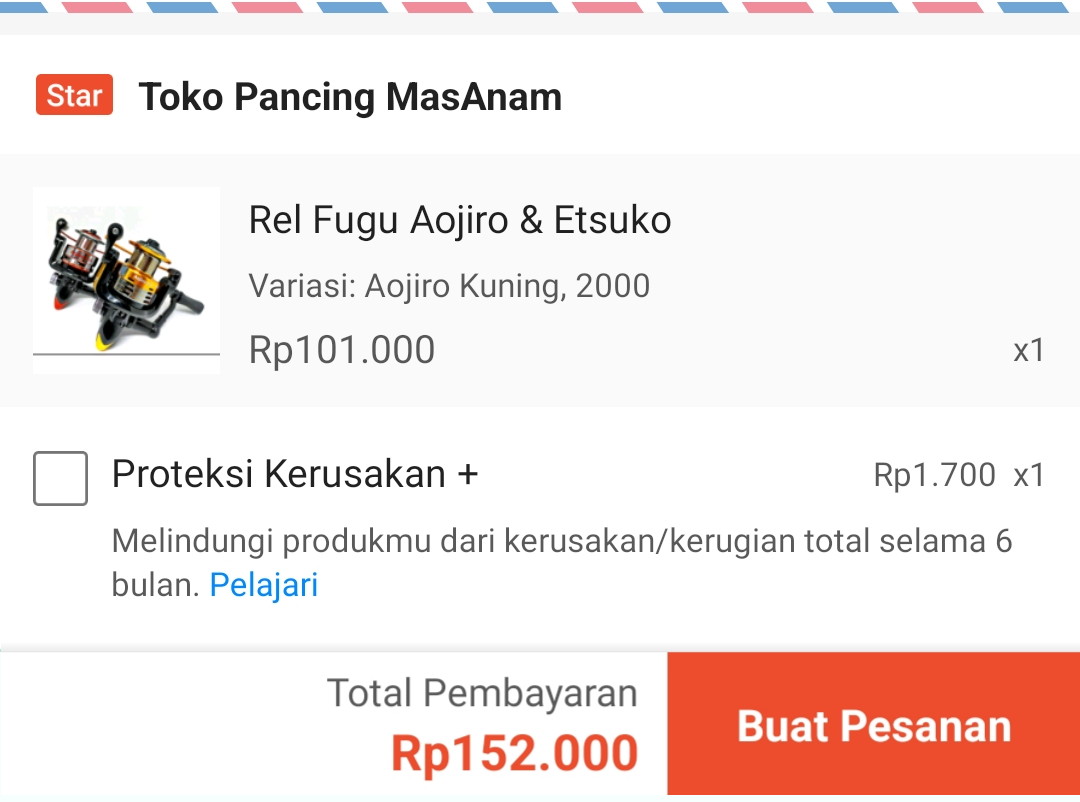 Star Toko Pancing MasAnam
Rel Fugu Aojiro & Etsuko
Variasi: Aojiro Kuning, 2000
Rp101.000 x1
Proteksi Kerusakan + Rp1.700 x1
Melindungi produkmu dari kerusakan/kerugian total selama 6
bulan. Pelajari
Total Pembayaran
Rp152.000
Buat Pesanan